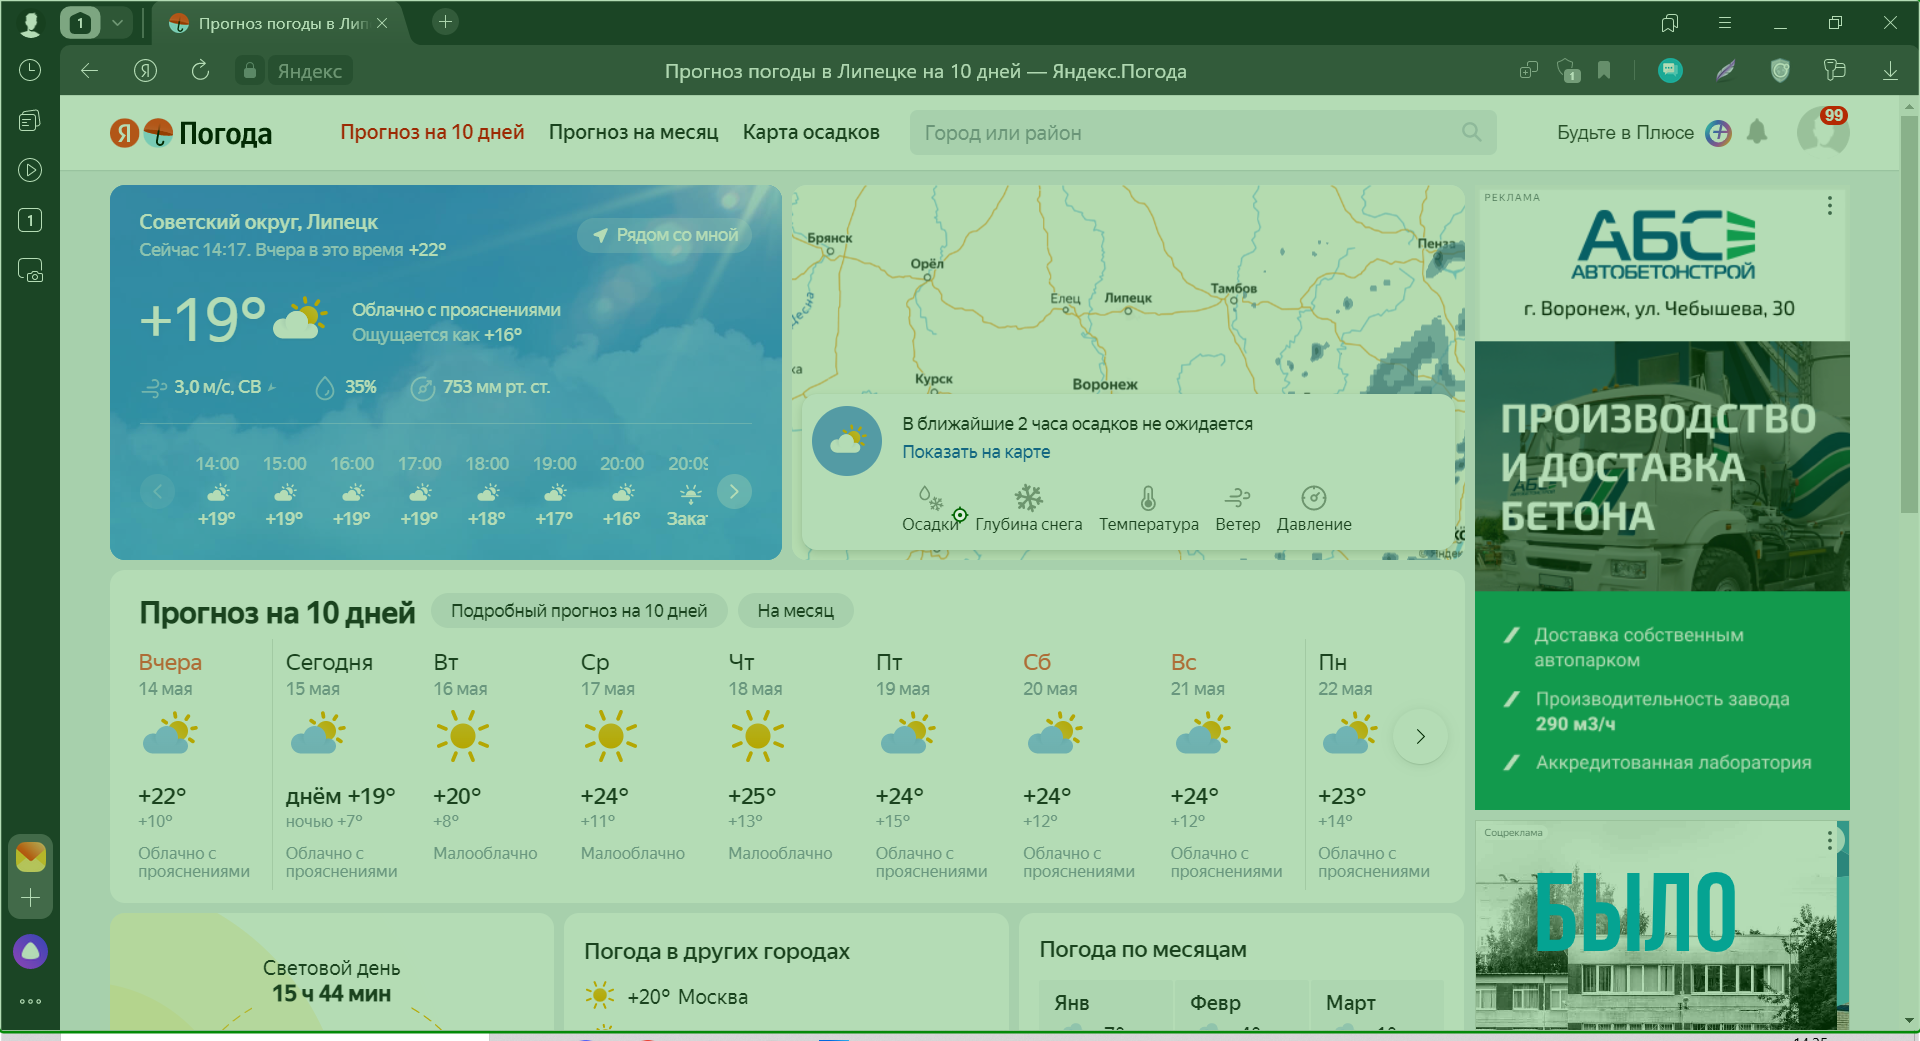 1
Прогноз погоды в Лип
Яндекс
Прогноз погоды в Липецке на 10 дней — Яндекс.Погода
1
1
Я Погода
Прогноз на 10 дней
Прогноз на месяц
Карта осадков
Город или район
Будьте в Плюсе
99
Советский округ, Липецк
Сейчас 14:17. Вчера в это время +22°
Рядом со мной
+19°
Облачно с прояснениями
Ощущается как +16°
3,0 м/с, СВ
35%
753 мм рт. ст.
14:00 15:00 16:00 17:00 18:00 19:00 20:00 20:09
+19° +19° +19° +19° +18° +17° +16° Закат
Брянск
Орёл
Елец
Липецк
Тамбов
Пенза
Десна
ка
Курск
Воронеж
В ближайшие 2 часа осадков не ожидается
Показать на карте
Осадки
Глубина снега
Температура
Ветер
Давление
© Яндекс
РЕКЛАМА
АБС
АВТОБЕТОНСТРОЙ
г. Воронеж, ул. Чебышева, 30
ПРОИЗВОДСТВО
И ДОСТАВКА
БЕТОНА
Доставка собственным
автопарком
Производительность завода
290 м3/ч
Аккредитованная лаборатория
Прогноз на 10 дней
Подробный прогноз на 10 дней
На месяц
Вчера Сегодня Вт Ср Чт Пт Сб Вс Пн
14 мая 15 мая 16 мая 17 мая 18 мая 19 мая 20 мая 21 мая 22 мая
+22° днём +19° +20° +24° +25° +24° +24° +24° +23°
+10° ночью +7° +8° +11° +13° +15° +12° +12° +14°
Облачно с Облачно с Малооблачно Малооблачно Малооблачно Облачно с Облачно с Облачно с Облачно с
прояснениями прояснениями прояснениями прояснениями прояснениями прояснениями
Световой день
15 ч 44 мин
Погода в других городах
+20° Москва
Погода по месяцам
Янв Февр Март
Соцреклама
БЫЛО